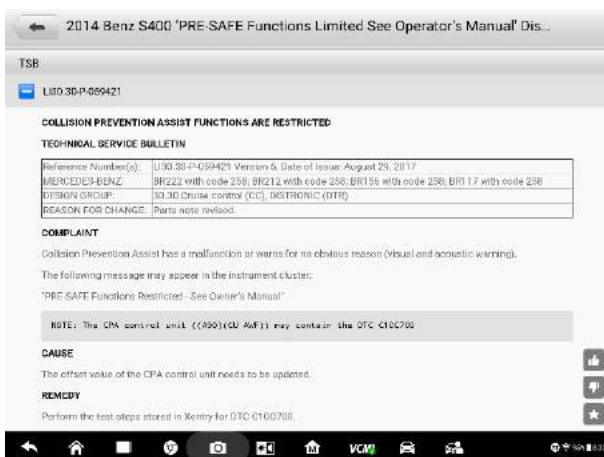 2014 Benz S400 'PRE-SAFE Functions Limited See Operator's Manual' Dis...
TSB
LI30.30-P-059421
COLLISION PREVENTION ASSIST FUNCTIONS ARE RESTRICTED
TECHNICAL SERVICE BULLETIN
Reference Number(s): LI30.30-P-059421 Version 6, Date of Issue: August 29, 2017
MERCEDES-BENZ: BR222 with code 258; BR212 with code 258; BR156 with code 258; BR117 with code 258
DESIGN GROUP: 30.30 Cruise control (CC), DISTRONIC (DTR)
REASON FOR CHANGE: Parts note revised.
COMPLAINT
Collision Prevention Assist has a malfunction or warns for no obvious reason (visual and acoustic warning).
The following message may appear in the instrument cluster:
"PRE-SAFE Functions Restricted - See Owner's Manual"
NOTE: The CPA control unit ((A90)(CU AWF)) may contain the DTC C10C700
CAUSE
The offset value of the CPA control unit needs to be updated.
REMEDY
Perform the test steps stored in Xentry for DTC C10C700.
VCMI